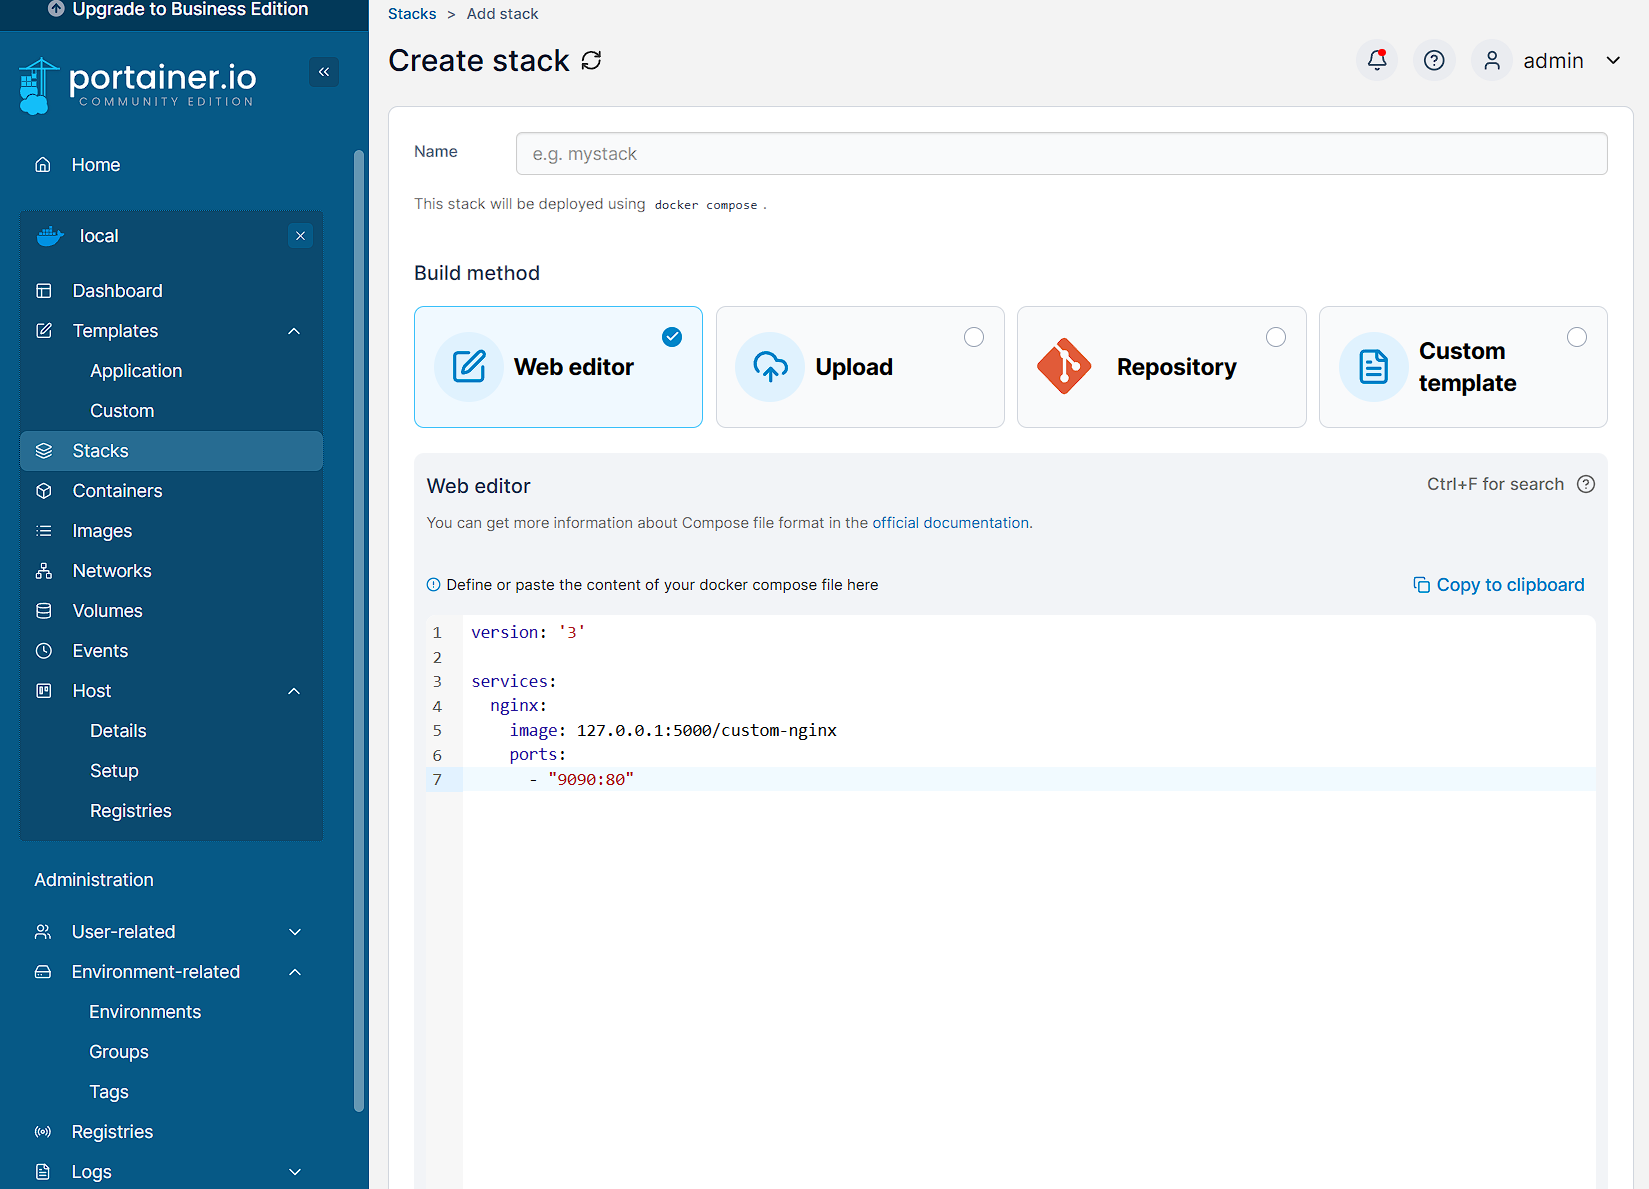 Upgrade to Business Edition
portainer.io
COMMUNITY EDITION
Home
local
Dashboard
Templates
Application
Custom
Stacks
Containers
Images
Networks
Volumes
Events
Host
Details
Setup
Registries
Administration
User-related
Environment-related
Environments
Groups
Tags
Registries
Logs
Stacks > Add stack
Create stack
admin
Name
e.g. mystack
This stack will be deployed using docker compose .
Build method
Web editor
Upload
Repository
Custom
template
Web editor
Ctrl+F for search
You can get more information about Compose file format in the official documentation.
Define or paste the content of your docker compose file here
Copy to clipboard
1 version: '3'
2
3 services:
4   nginx:
5     image: 127.0.0.1:5000/custom-nginx
6     ports:
7       - "9090:80"